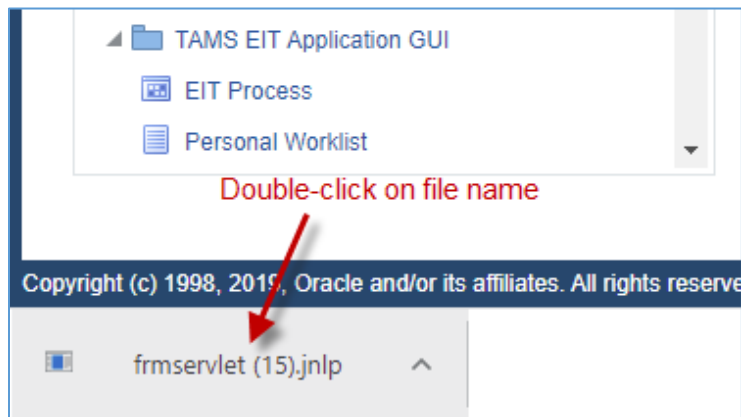 TAMS EIT Application GUI
EIT Process
Personal Worklist
Double-click on file name
Copyright (c) 1998, 2019, Oracle and/or its affiliates. All rights reserve
frmservlet (15).jnlp